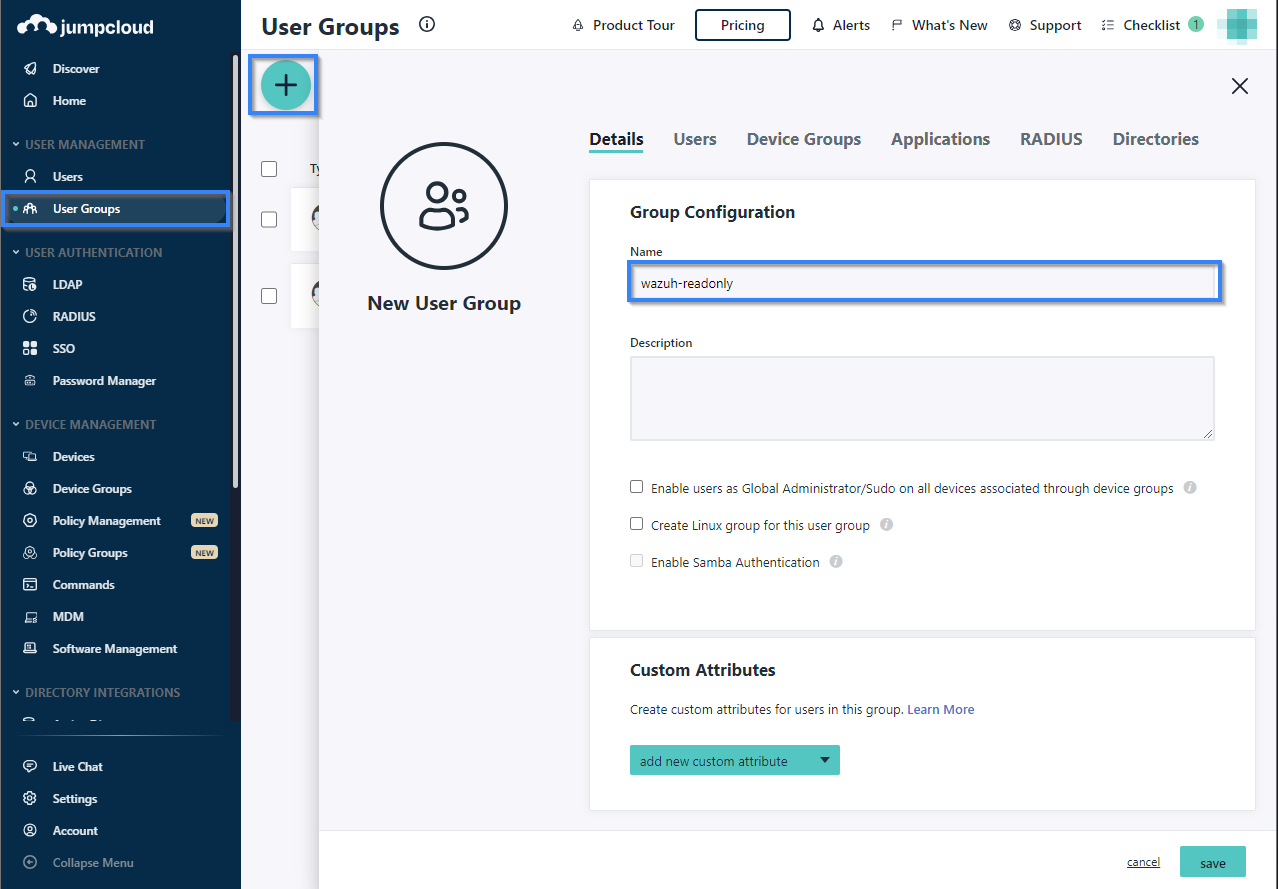 jumpcloud
Discover
Home
USER MANAGEMENT
Users
User Groups
USER AUTHENTICATION
LDAP
RADIUS
SSO
Password Manager
DEVICE MANAGEMENT
Devices
Device Groups
Policy Management NEW
Policy Groups NEW
Commands
MDM
Software Management
DIRECTORY INTEGRATIONS
Live Chat
Settings
Account
Collapse Menu
User Groups
Product Tour Pricing Alerts What's New Support Checklist 1
New User Group
Details Users Device Groups Applications RADIUS Directories
Group Configuration
Name
wazuh-readonly
Description
Enable users as Global Administrator/Sudo on all devices associated through device groups
Create Linux group for this user group
Enable Samba Authentication
Custom Attributes
Create custom attributes for users in this group. Learn More
add new custom attribute
cancel save